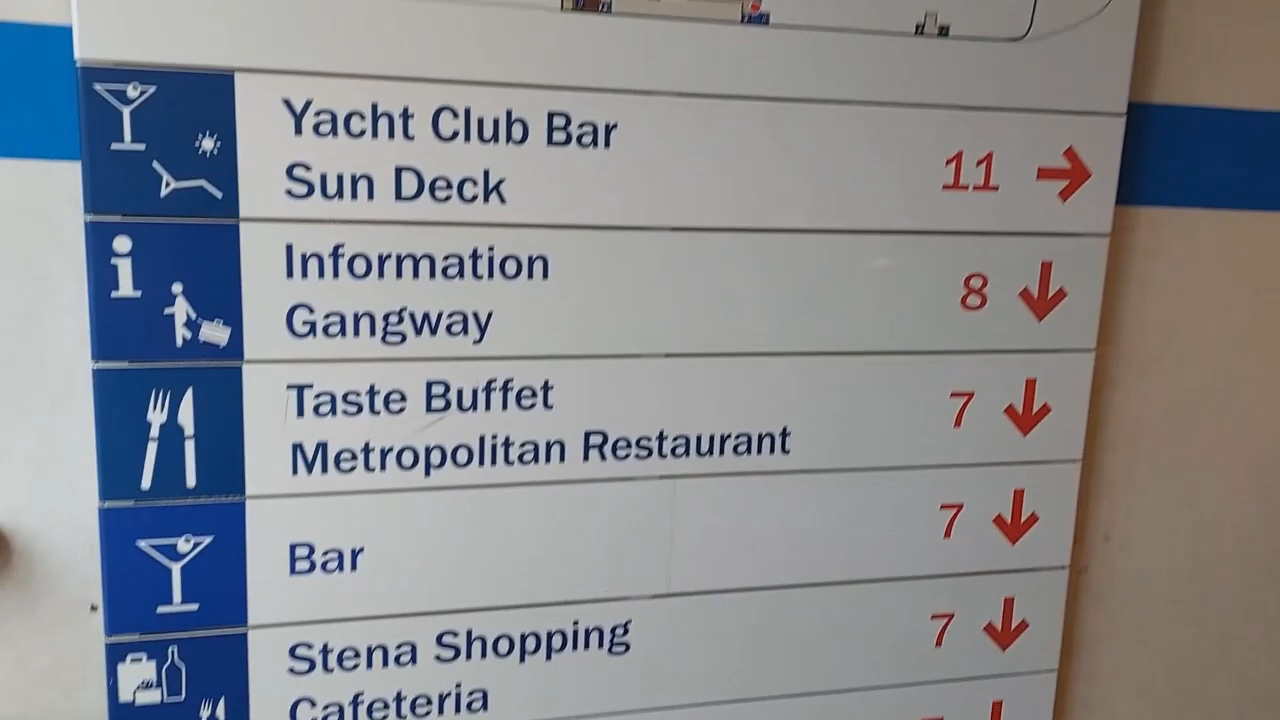 Yacht Club Bar
Sun Deck
11
Information
Gangway
8
Taste Buffet
Metropolitan Restaurant
7
Bar
7
Stena Shopping
Cafeteria
7